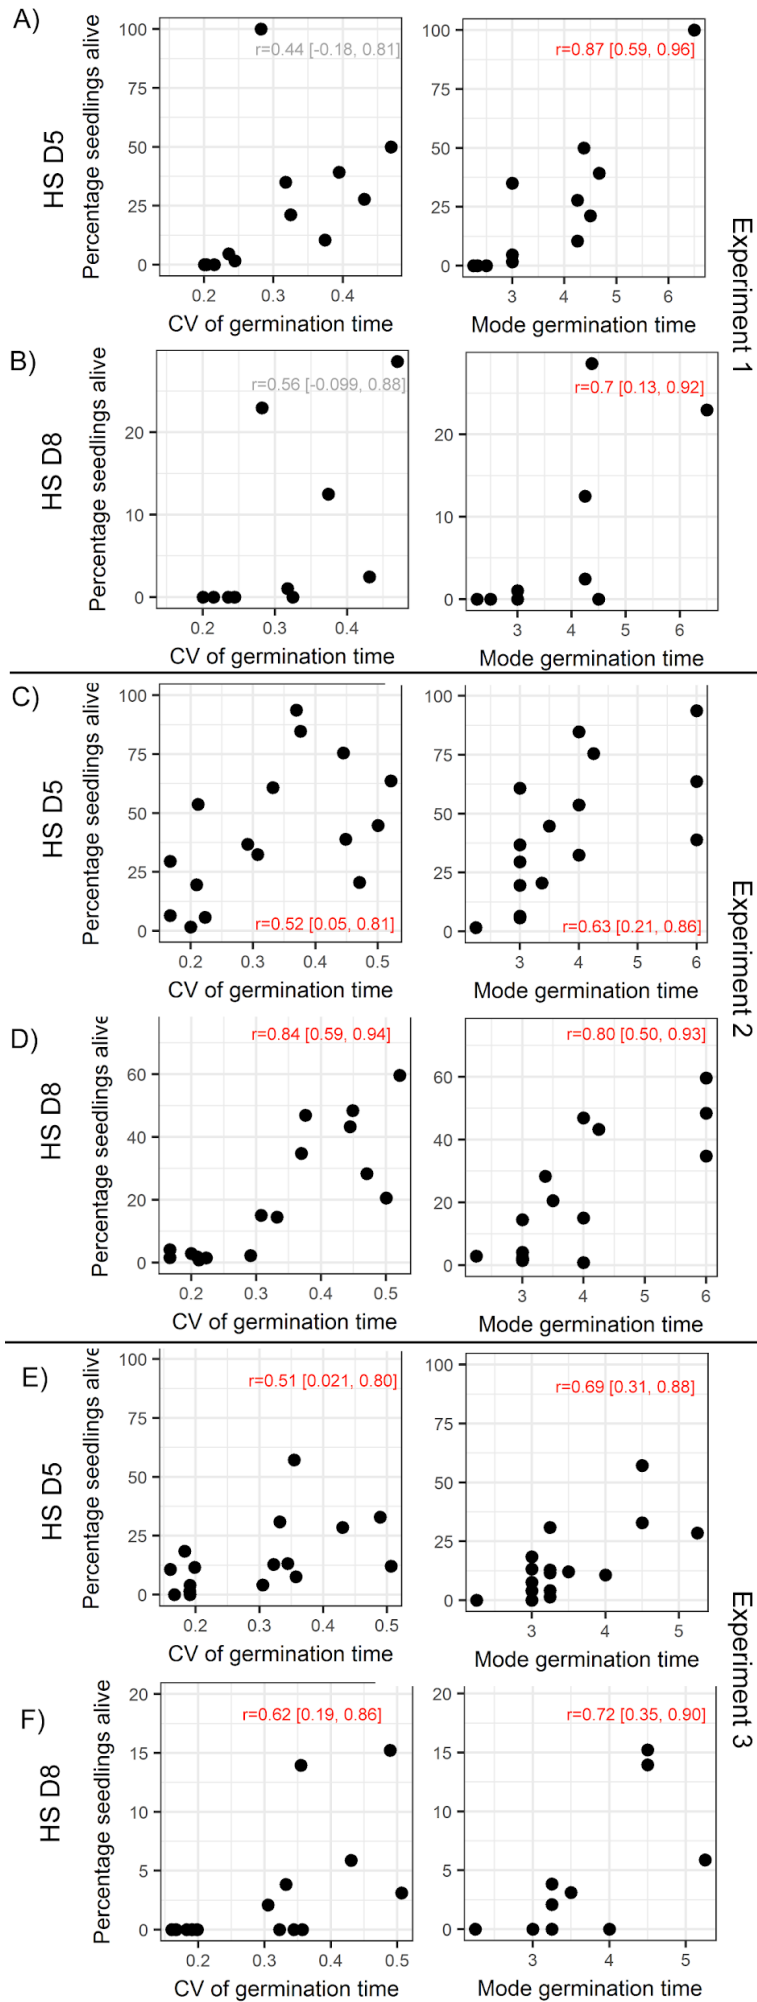 A)
HS D5
Percentage seedlings alive
100
75
50
25
0
r=0.44 [-0.18, 0.81]
0.2 0.3 0.4
CV of germination time
100
75
50
25
0
r=0.87 [0.59, 0.96]
3 4 5 6
Mode germination time
Experiment 1
B)
HS D8
Percentage seedlings alive
20
10
0
r=0.56 [-0.099, 0.88]
0.2 0.3 0.4
CV of germination time
20
10
0
r=0.7 [0.13, 0.92]
3 4 5 6
Mode germination time
C)
HS D5
Percentage seedlings alive
100
75
50
25
0
r=0.52 [0.05, 0.81]
0.2 0.3 0.4 0.5
CV of germination time
100
75
50
25
0
r=0.63 [0.21, 0.86]
3 4 5 6
Mode germination time
Experiment 2
D)
HS D8
Percentage seedlings alive
60
40
20
0
r=0.84 [0.59, 0.94]
0.2 0.3 0.4 0.5
CV of germination time
60
40
20
0
r=0.80 [0.50, 0.93]
3 4 5 6
Mode germination time
E)
HS D5
Percentage seedlings alive
100
75
50
25
0
r=0.51 [0.021, 0.80]
0.2 0.3 0.4 0.5
CV of germination time
100
75
50
25
0
r=0.69 [0.31, 0.88]
3 4 5
Mode germination time
Experiment 3
F)
HS D8
Percentage seedlings alive
20
15
10
5
0
r=0.62 [0.19, 0.86]
0.2 0.3 0.4 0.5
CV of germination time
20
15
10
5
0
r=0.72 [0.35, 0.90]
3 4 5
Mode germination time